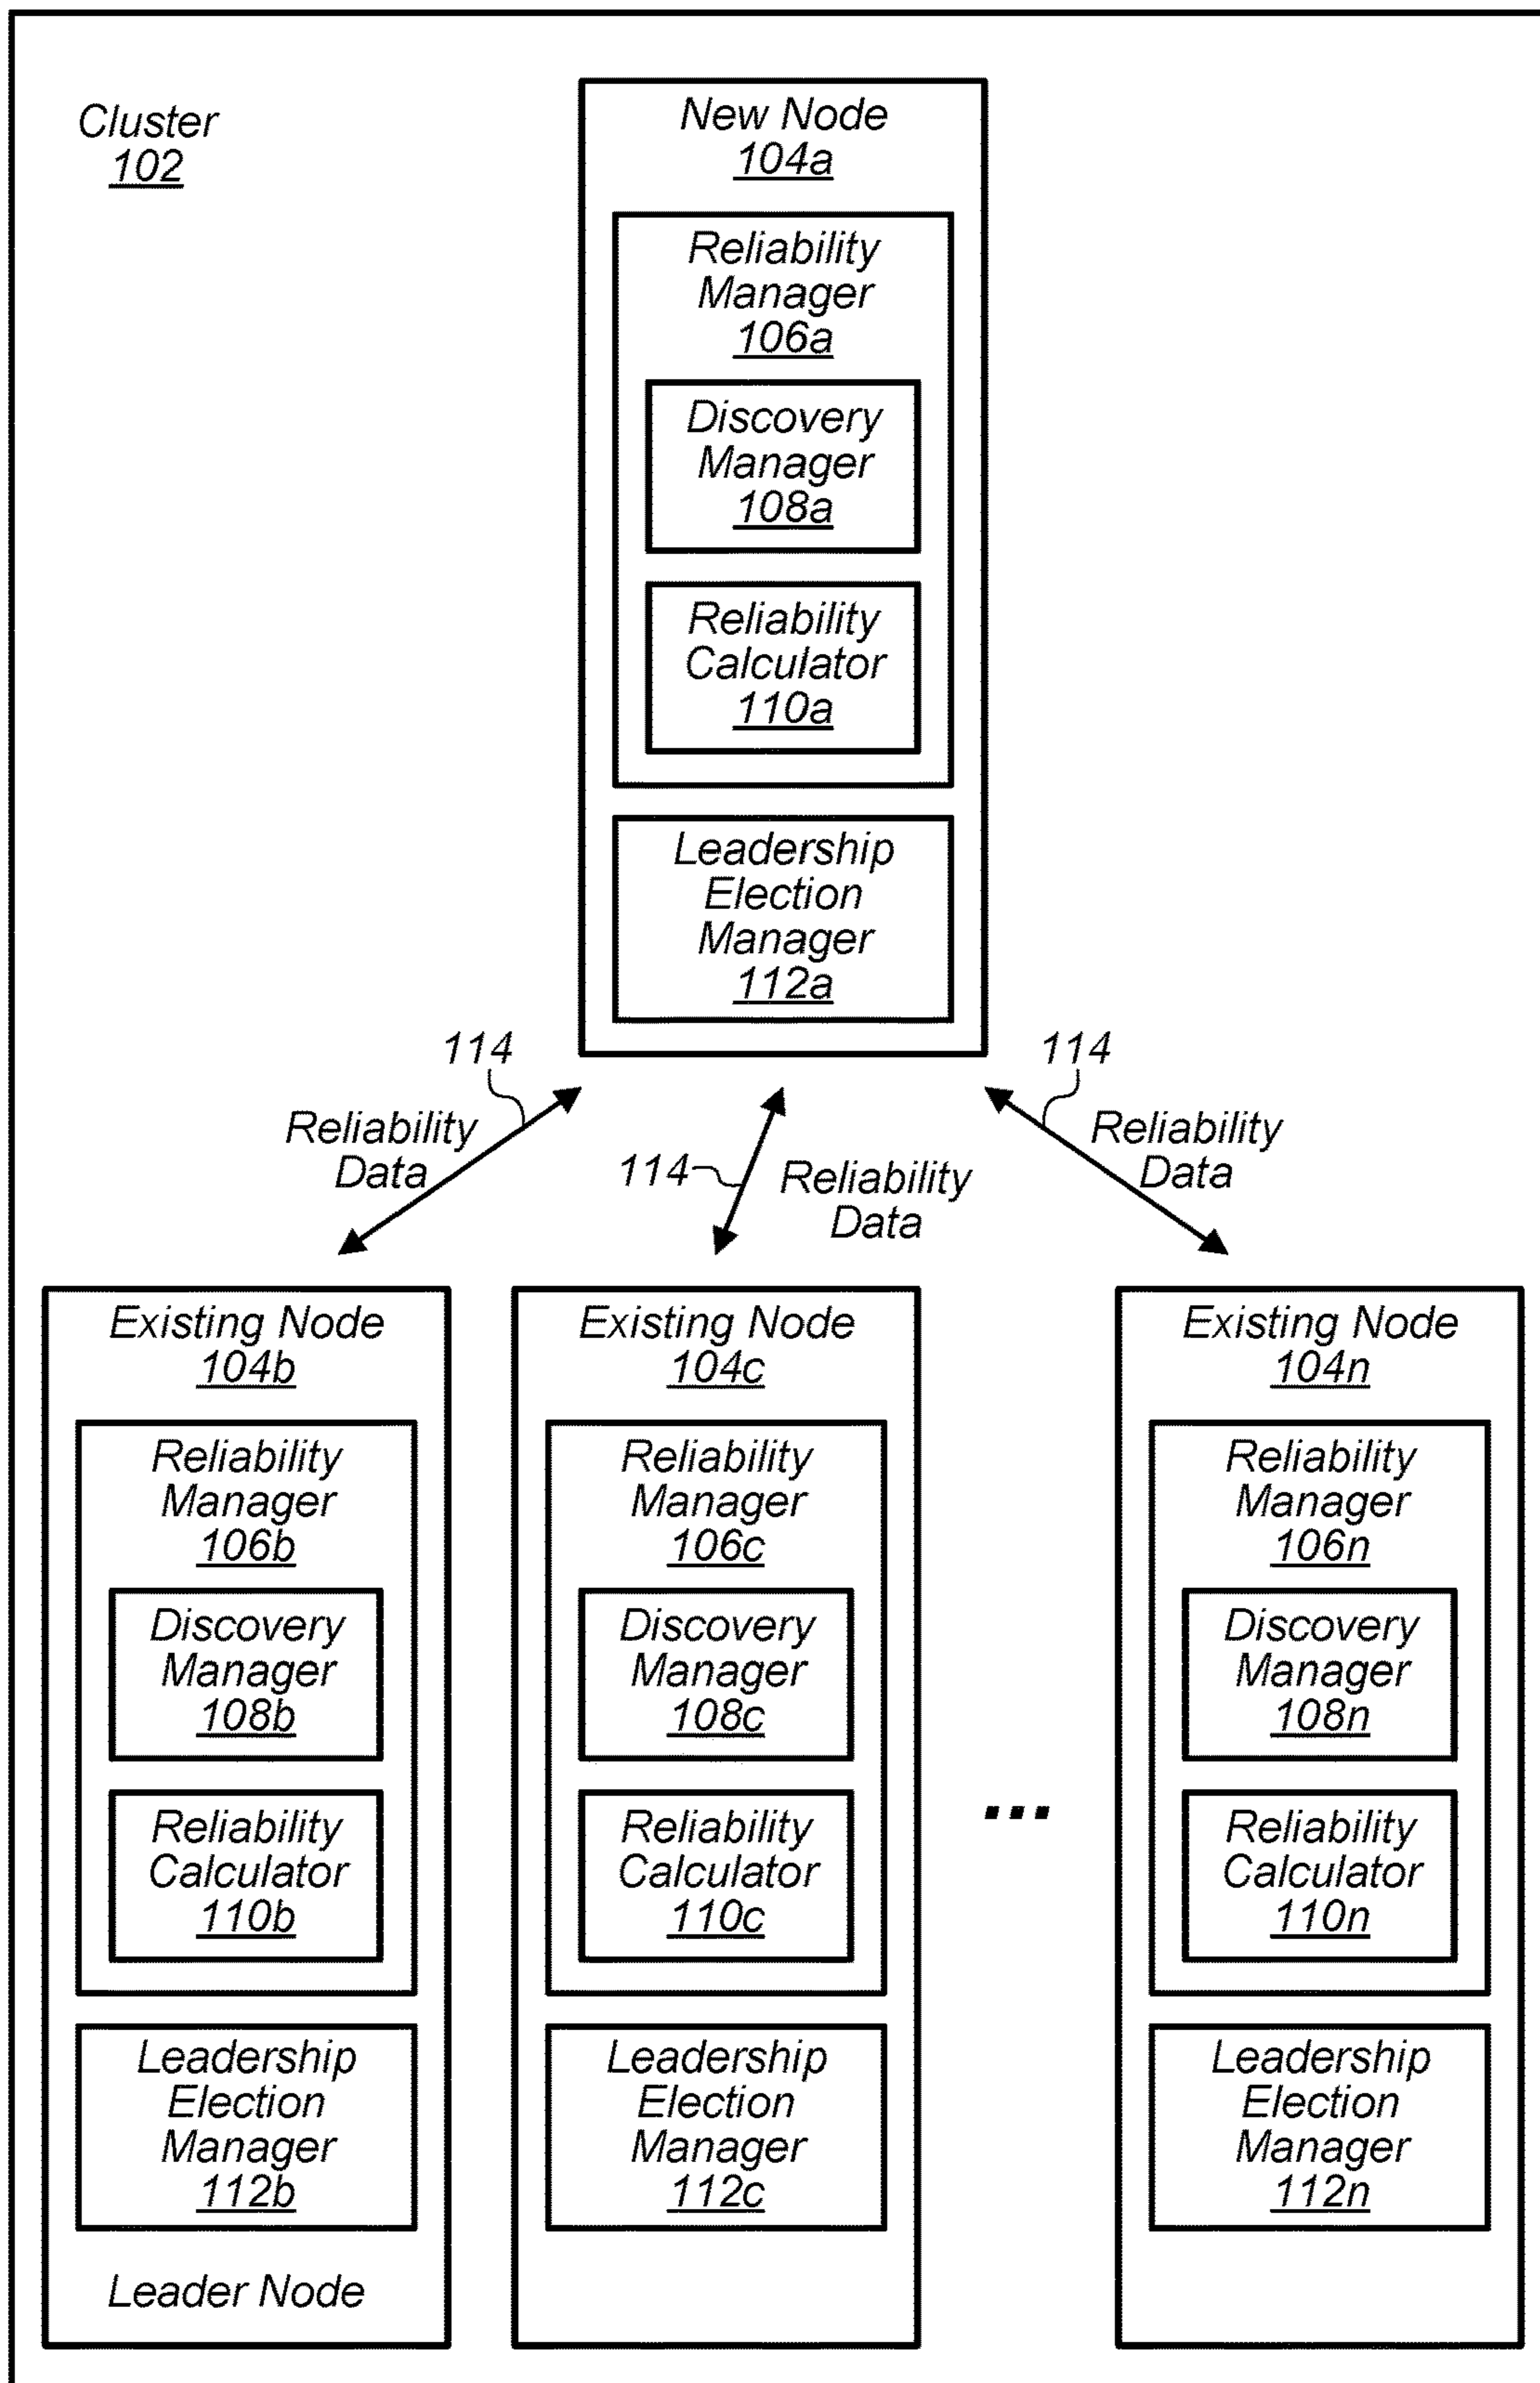 Cluster
102
New Node
104a
Reliability
Manager
106a
Discovery
Manager
108a
Reliability
Calculator
110a
Leadership
Election
Manager
112a
114
Reliability
Data
114
Reliability
Data
114
Reliability
Data
Existing Node
104b
Reliability
Manager
106b
Discovery
Manager
108b
Reliability
Calculator
110b
Leadership
Election
Manager
112b
Leader Node
Existing Node
104c
Reliability
Manager
106c
Discovery
Manager
108c
Reliability
Calculator
110c
Leadership
Election
Manager
112c
...
Existing Node
104n
Reliability
Manager
106n
Discovery
Manager
108n
Reliability
Calculator
110n
Leadership
Election
Manager
112n